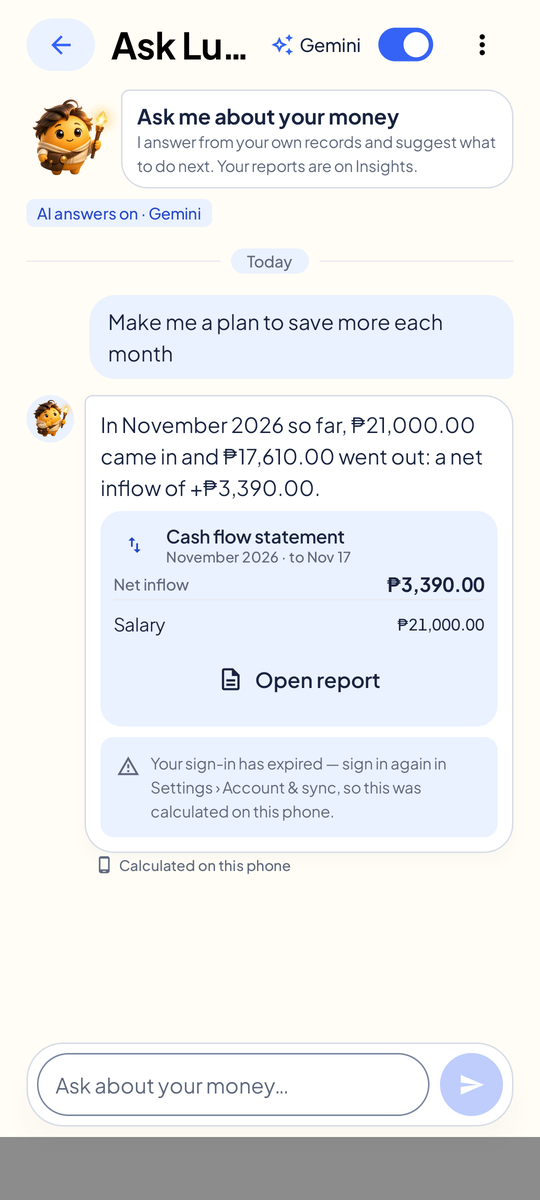 Ask Lu...
Gemini
Ask me about your money
I answer from your own records and suggest what
to do next. Your reports are on Insights.
AI answers on · Gemini
Today
Make me a plan to save more each
month
In November 2026 so far, ₱21,000.00
came in and ₱17,610.00 went out: a net
inflow of +₱3,390.00.
Cash flow statement
November 2026 · to Nov 17
Net inflow ₱3,390.00
Salary ₱21,000.00
Open report
Your sign-in has expired — sign in again in
Settings › Account & sync, so this was
calculated on this phone.
Calculated on this phone
Ask about your money...